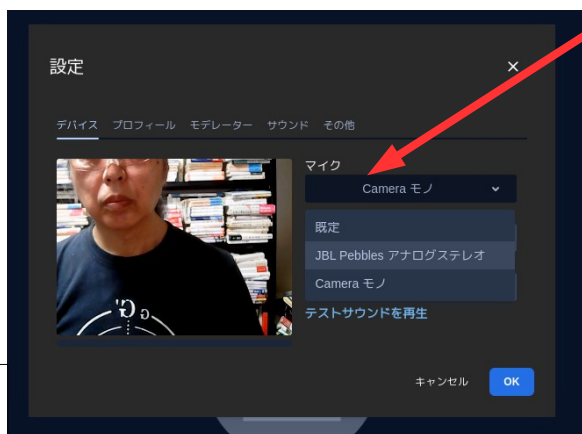 設定
×
デバイス プロフィール モデレーター サウンド その他
マイク
Camera モノ
既定
JBL Pebbles アナログステレオ
Camera モノ
テストサウンドを再生
キャンセル OK